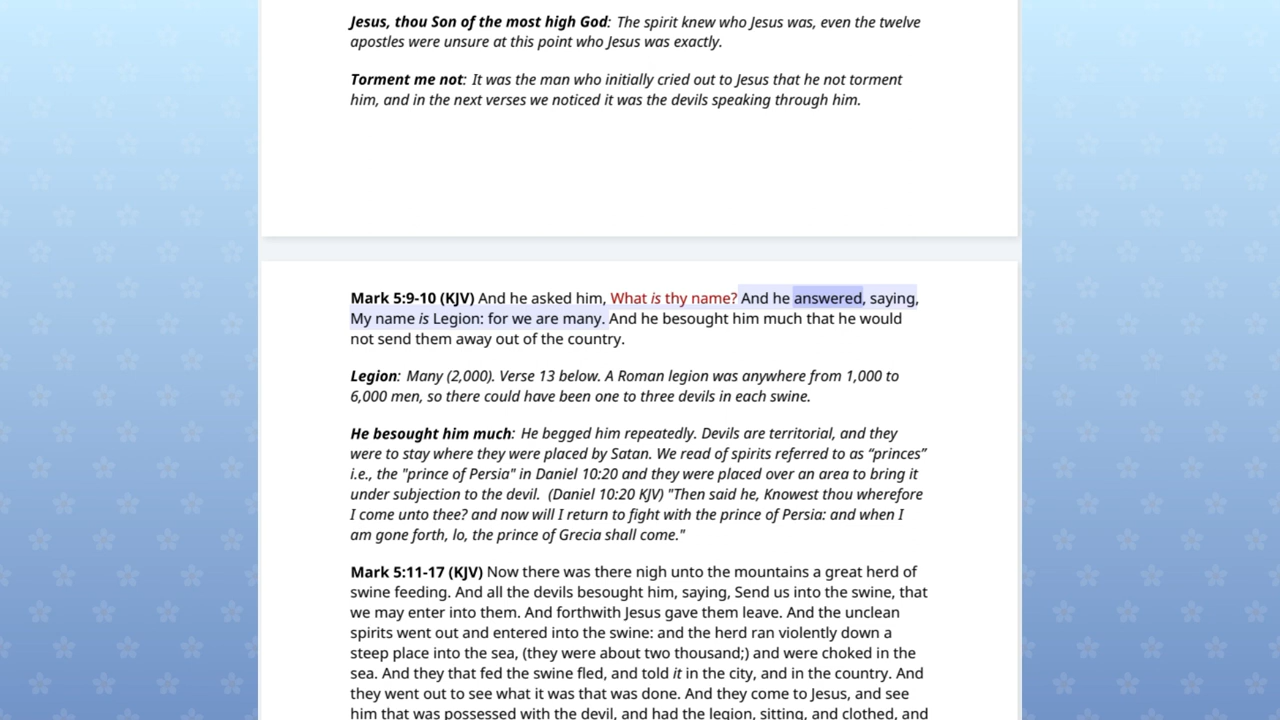 Jesus, thou Son of the most high God: The spirit knew who Jesus was, even the twelve
apostles were unsure at this point who Jesus was exactly.
Torment me not: It was the man who initially cried out to Jesus that he not torment
him, and in the next verses we noticed it was the devils speaking through him.
Mark 5:9-10 (KJV) And he asked him, What is thy name? And he answered, saying,
My name is Legion: for we are many. And he besought him much that he would
not send them away out of the country.
Legion: Many (2,000). Verse 13 below. A Roman legion was anywhere from 1,000 to
6,000 men, so there could have been one to three devils in each swine.
He besought him much: He begged him repeatedly. Devils are territorial, and they
were to stay where they were placed by Satan. We read of spirits referred to as “princes”
i.e., the "prince of Persia" in Daniel 10:20 and they were placed over an area to bring it
under subjection to the devil.  (Daniel 10:20 KJV) "Then said he, Knowest thou wherefore
I come unto thee? and now will I return to fight with the prince of Persia: and when I
am gone forth, lo, the prince of Grecia shall come."
Mark 5:11-17 (KJV) Now there was there nigh unto the mountains a great herd of
swine feeding. And all the devils besought him, saying, Send us into the swine, that
we may enter into them. And forthwith Jesus gave them leave. And the unclean
spirits went out and entered into the swine: and the herd ran violently down a
steep place into the sea, (they were about two thousand;) and were choked in the
sea. And they that fed the swine fled, and told it in the city, and in the country. And
they went out to see what it was that was done. And they come to Jesus, and see
him that was possessed with the devil, and had the legion, sitting, and clothed, and